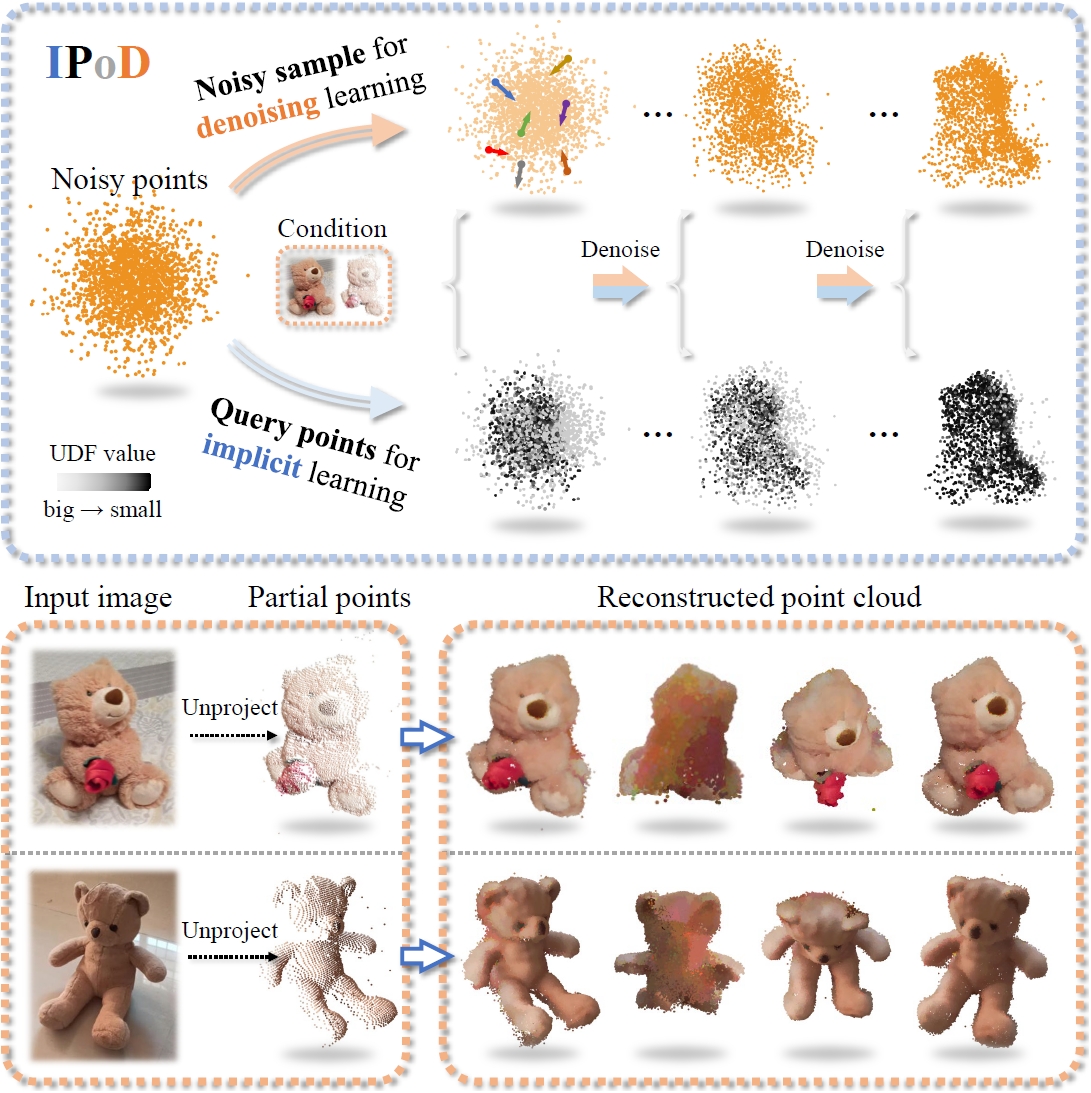 IPoD
Noisy sample for
denoising learning
Noisy points
Condition
...
...
Denoise
Denoise
Query points for
implicit learning
...
...
UDF value
big → small
Input image
Partial points
Reconstructed point cloud
Unproject
Unproject